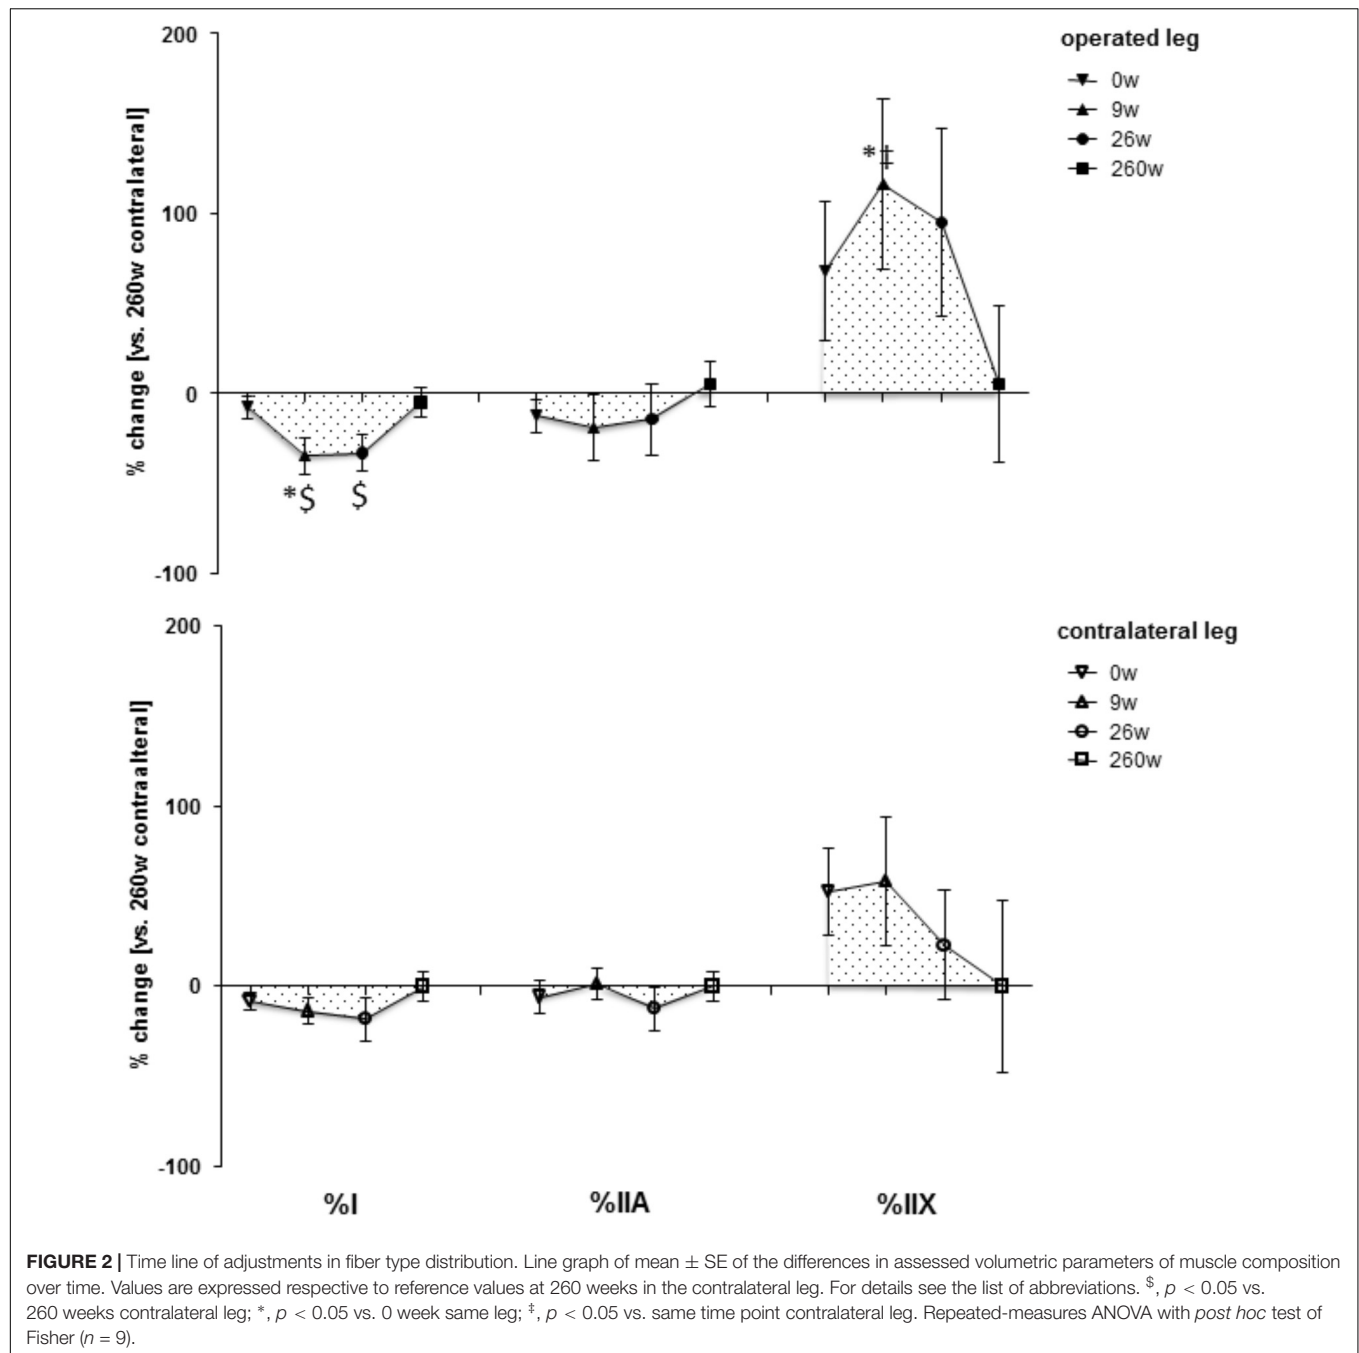 200
100
0
-100
% change [vs. 260w contralateral]
*$
$
*‡
operated leg
0w
9w
26w
260w
200
100
0
-100
% change [vs. 260w contraalteral]
contralateral leg
0w
9w
26w
260w
%I
%IIA
%IIX
FIGURE 2 | Time line of adjustments in fiber type distribution. Line graph of mean ± SE of the differences in assessed volumetric parameters of muscle composition
over time. Values are expressed respective to reference values at 260 weeks in the contralateral leg. For details see the list of abbreviations. $, p < 0.05 vs.
260 weeks contralateral leg; *, p < 0.05 vs. 0 week same leg; ‡, p < 0.05 vs. same time point contralateral leg. Repeated-measures ANOVA with post hoc test of
Fisher (n = 9).